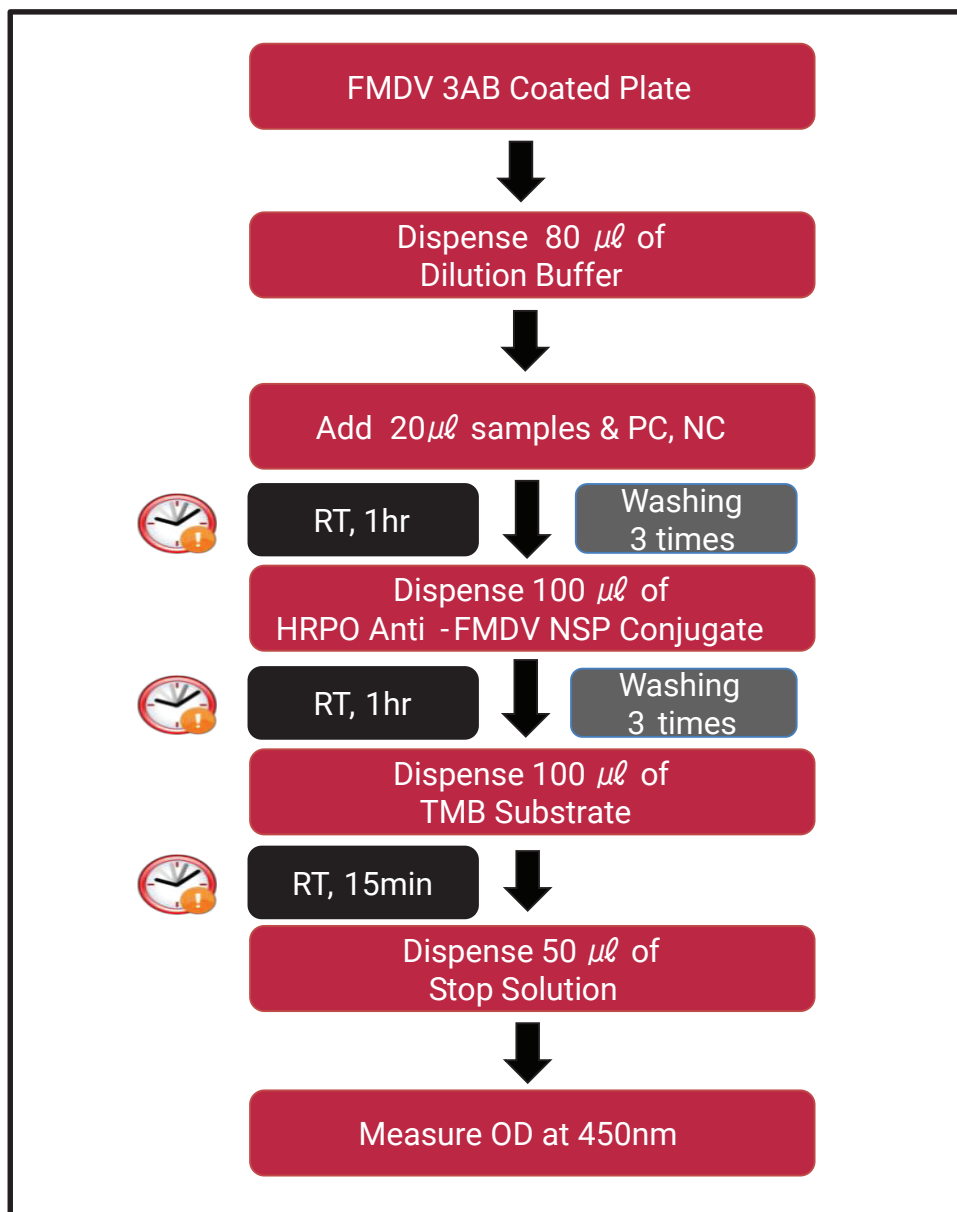 FMDV 3AB Coated Plate
Dispense 80 ㎕ of
Dilution Buffer
Add 20㎕ samples & PC, NC
RT, 1hr
Washing
3 times
Dispense 100 ㎕ of
HRPO Anti -FMDV NSP Conjugate
RT, 1hr
Washing
3 times
Dispense 100 ㎕ of
TMB Substrate
RT, 15min
Dispense 50 ㎕ of
Stop Solution
Measure OD at 450nm